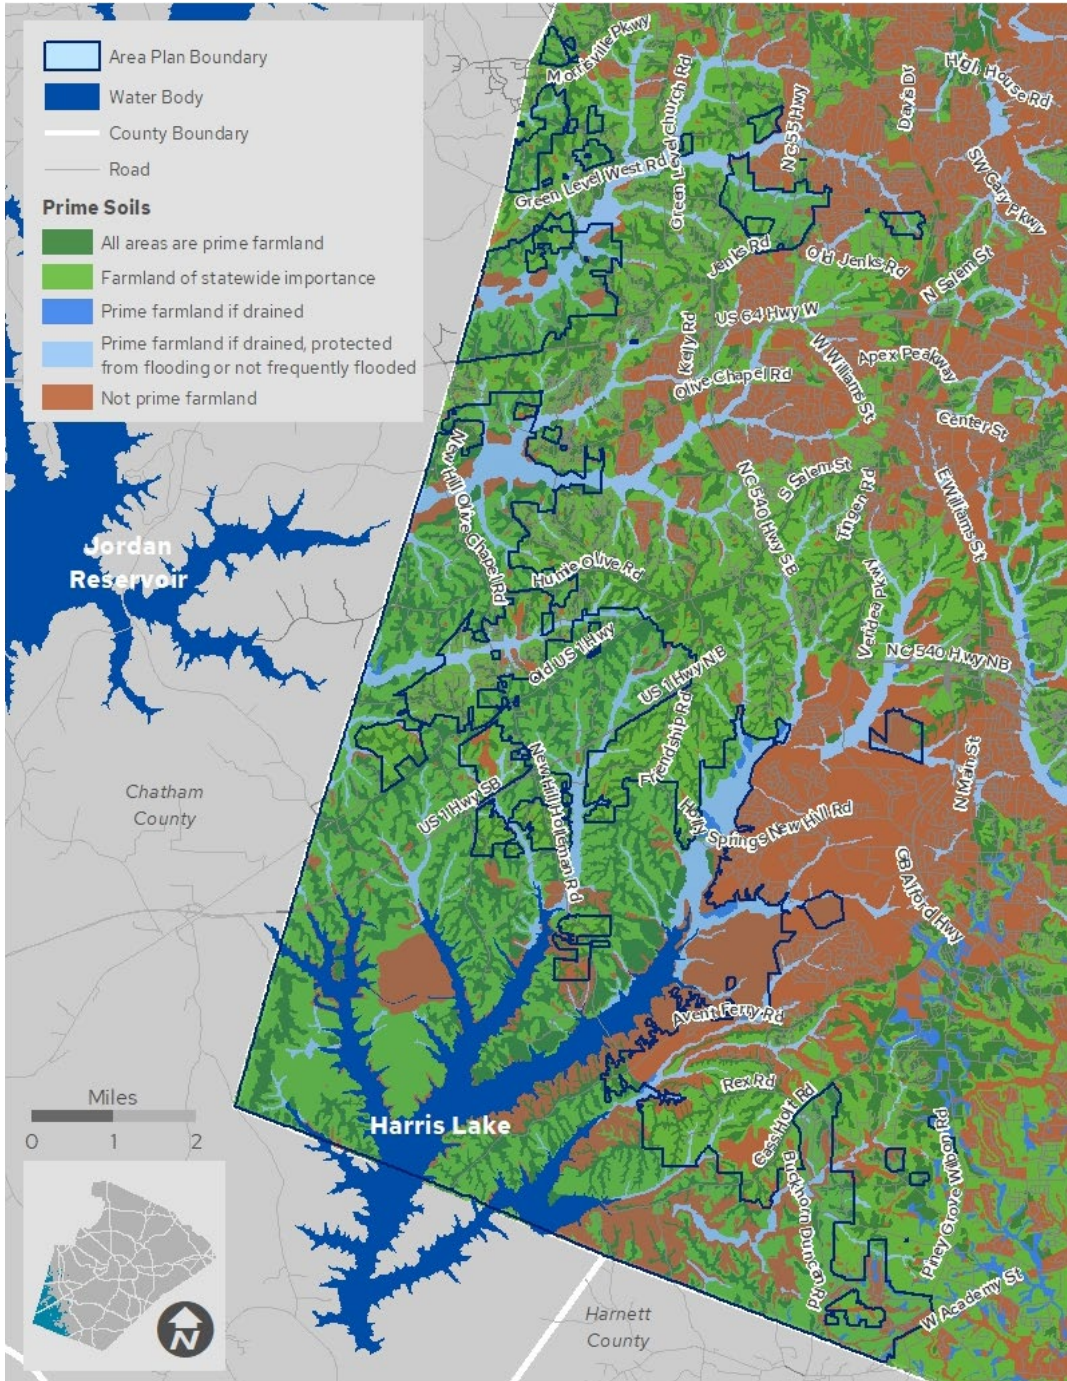 Area Plan Boundary
Water Body
County Boundary
Road
Prime Soils
All areas are prime farmland
Farmland of statewide importance
Prime farmland if drained
Prime farmland if drained, protected
from flooding or not frequently flooded
Not prime farmland
Morrisville Pkwy
Green Level Church Rd
NC 55 Hwy
Davis Dr
High House Rd
SW Cary Pkwy
Green Level West Rd
Jenks Rd
Old Jenks Rd
N Salem St
US 64 Hwy W
Kelly Rd
W Williams St
Apex Peakway
Olive Chapel Rd
Center St
New Hill Olive Chapel Rd
NC 540 Hwy SB
S Salem St
Tingen Rd
E Williams St
Jordan
Reservoir
Humie Olive Rd
Veridea Pkwy
Old US 1 Hwy
US 1 Hwy NB
NC 540 Hwy NB
Friendship Rd
N Main St
Chatham
County
US 1 Hwy SB
New Hill Holleman Rd
Holly Springs New Hill Rd
GB Alford Hwy
Avent Ferry Rd
Rex Rd
Cass Holt Rd
Miles
0 1 2
Harris Lake
Buckhorn Duncan Rd
Piney Grove Wilbon Rd
W Academy St
N
Harnett
County